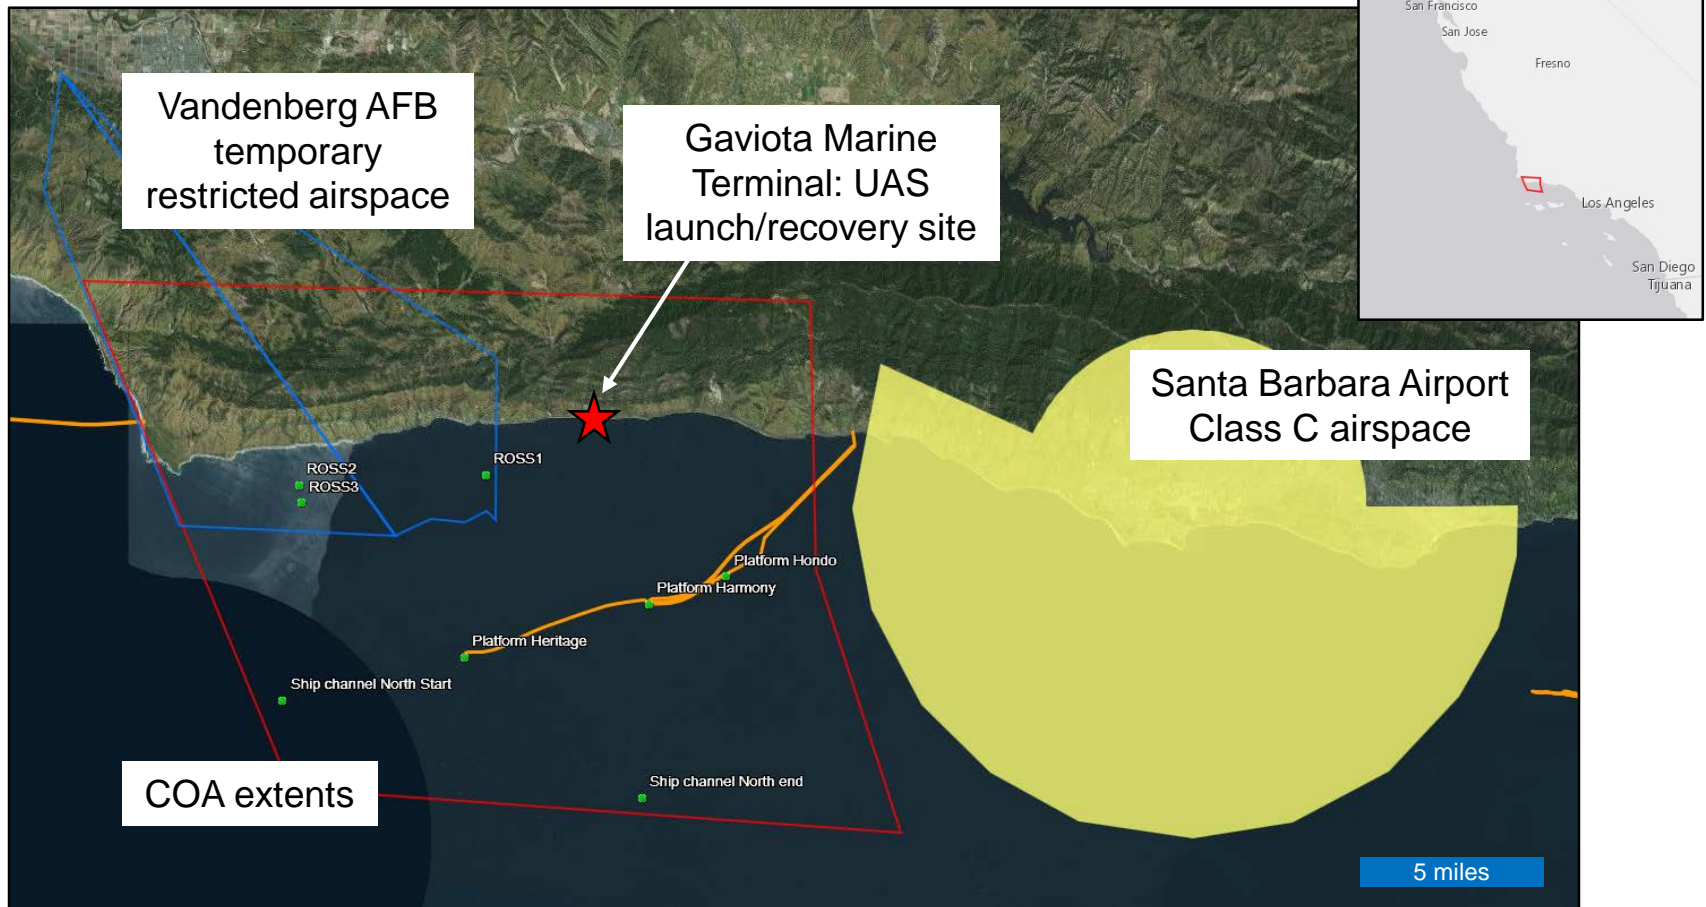 San Francisco
San Jose
Fresno
Los Angeles
San Diego
Tijuana
Vandenberg AFB
temporary
restricted airspace
Gaviota Marine
Terminal: UAS
launch/recovery site
Santa Barbara Airport
Class C airspace
ROSS1
ROSS2
ROSS3
Platform Hondo
Platform Harmony
Platform Heritage
Ship channel North Start
Ship channel North end
COA extents
5 miles